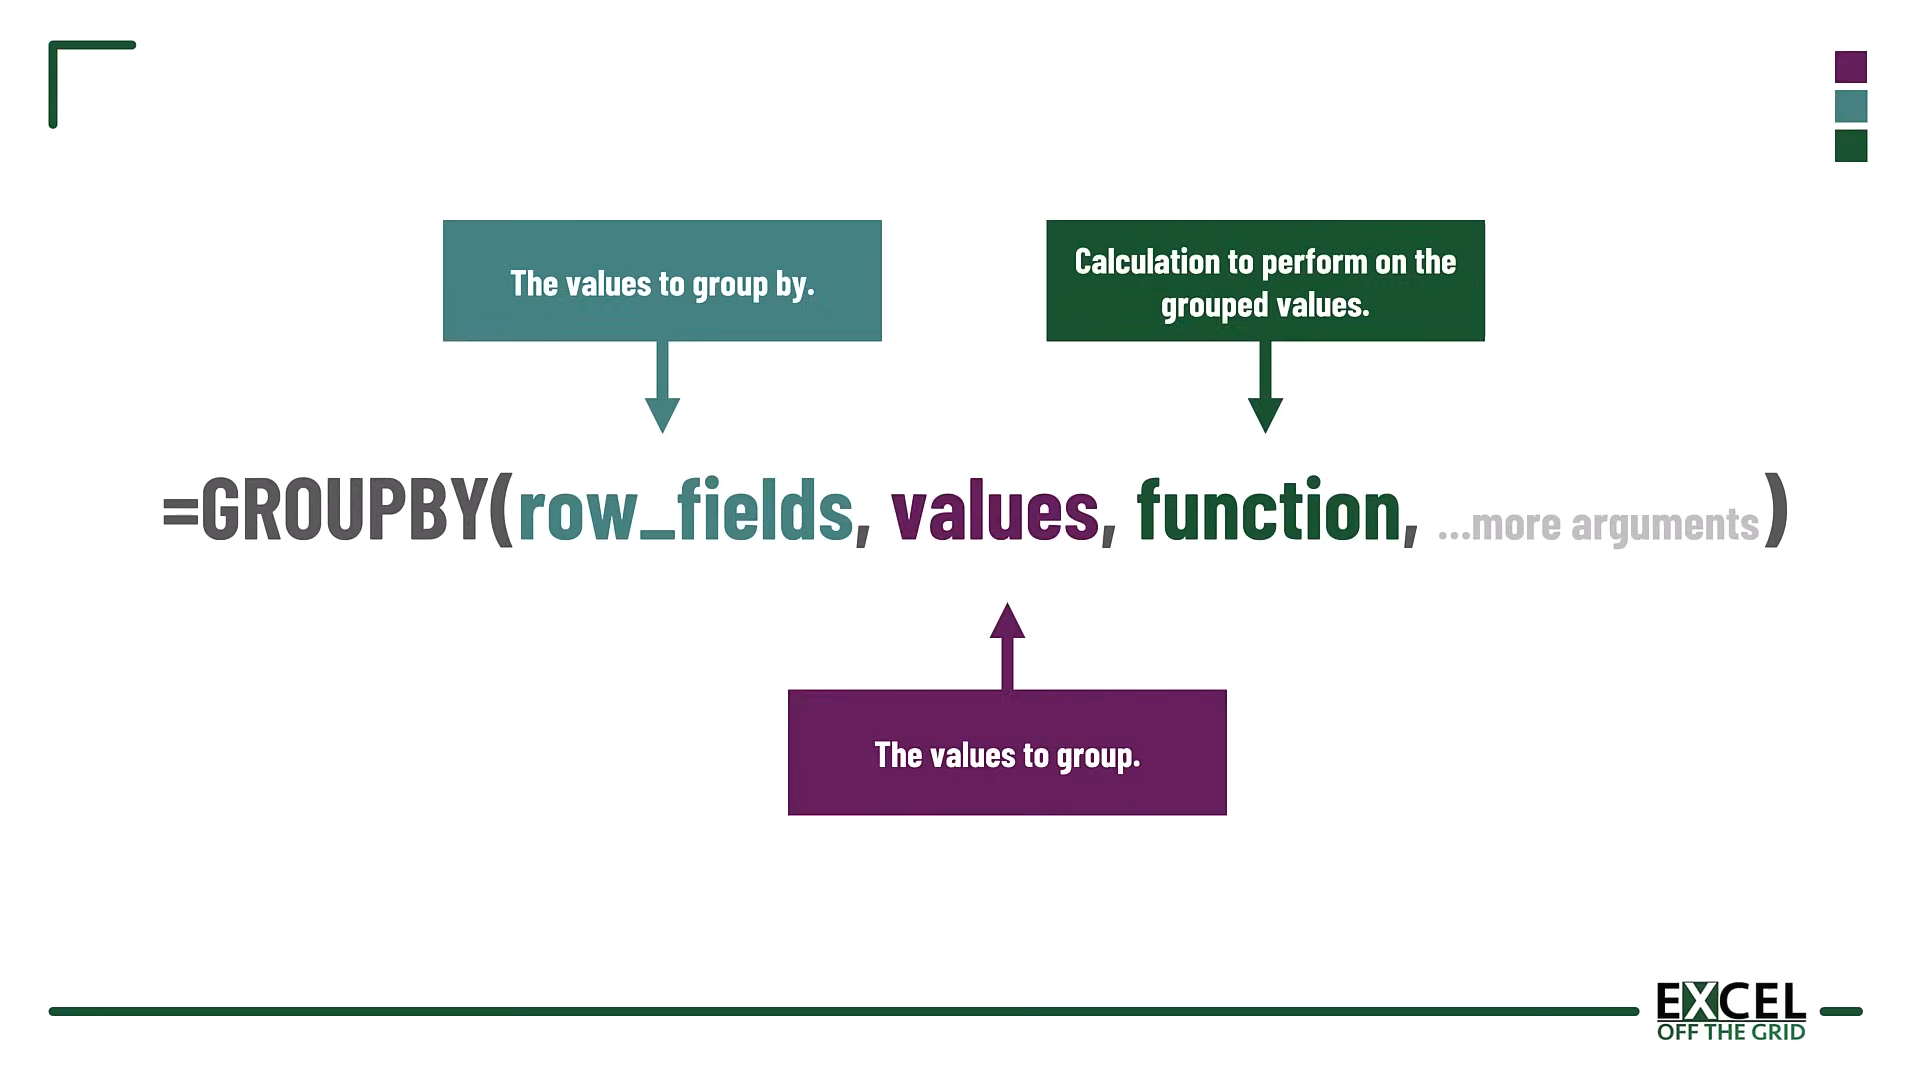 The values to group by.
Calculation to perform on the
grouped values.
=GROUPBY(row_fields, values, function, ...more arguments)
The values to group.
EXCEL
OFF THE GRID